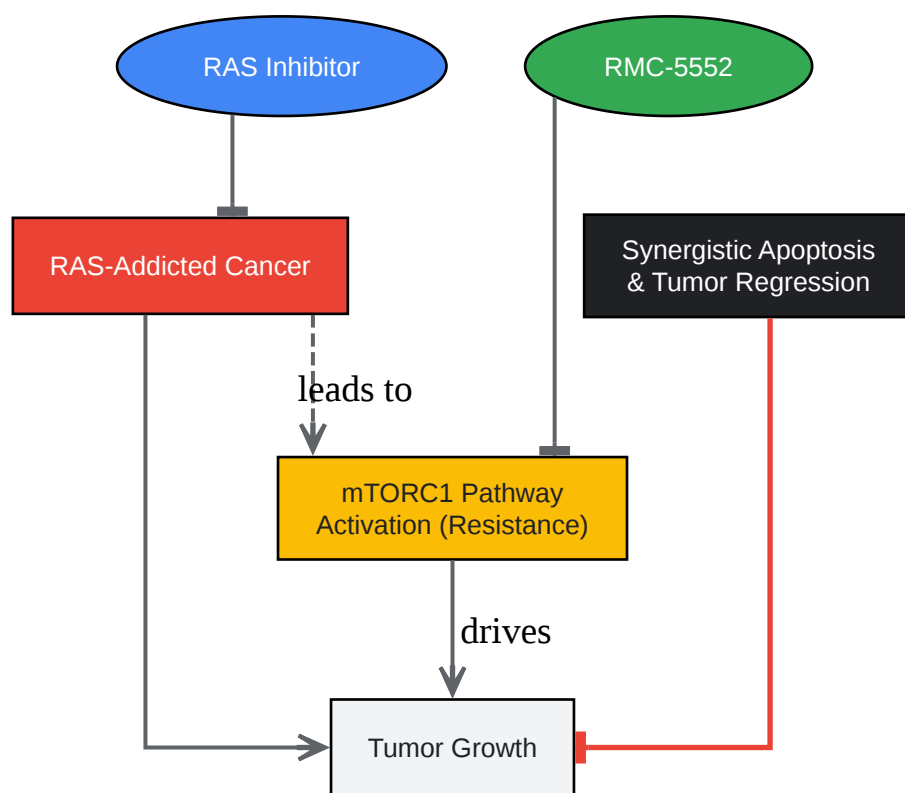 RAS Inhibitor
RMC-5552
RAS-Addicted Cancer
Synergistic Apoptosis
& Tumor Regression
leads to
mTORC1 Pathway
Activation (Resistance)
drives
Tumor Growth